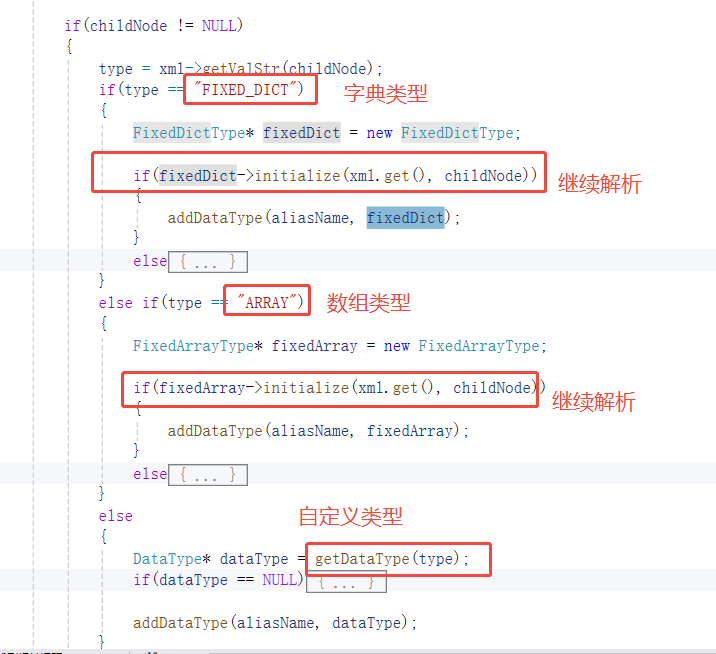 if(childNode != NULL)
{
type = xml->getValStr(childNode);
if(type == "FIXED_DICT") 字典类型
{
FixedDictType* fixedDict = new FixedDictType;
if(fixedDict->initialize(xml.get(), childNode)) 继续解析
{
addDataType(aliasName, fixedDict);
}
else { ... }
}
else if(type == "ARRAY") 数组类型
{
FixedArrayType* fixedArray = new FixedArrayType;
if(fixedArray->initialize(xml.get(), childNode)) 继续解析
{
addDataType(aliasName, fixedArray);
}
else { ... }
}
else 自定义类型
{
DataType* dataType = getDataType(type);
if(dataType == NULL) { ... }
addDataType(aliasName, dataType);
}